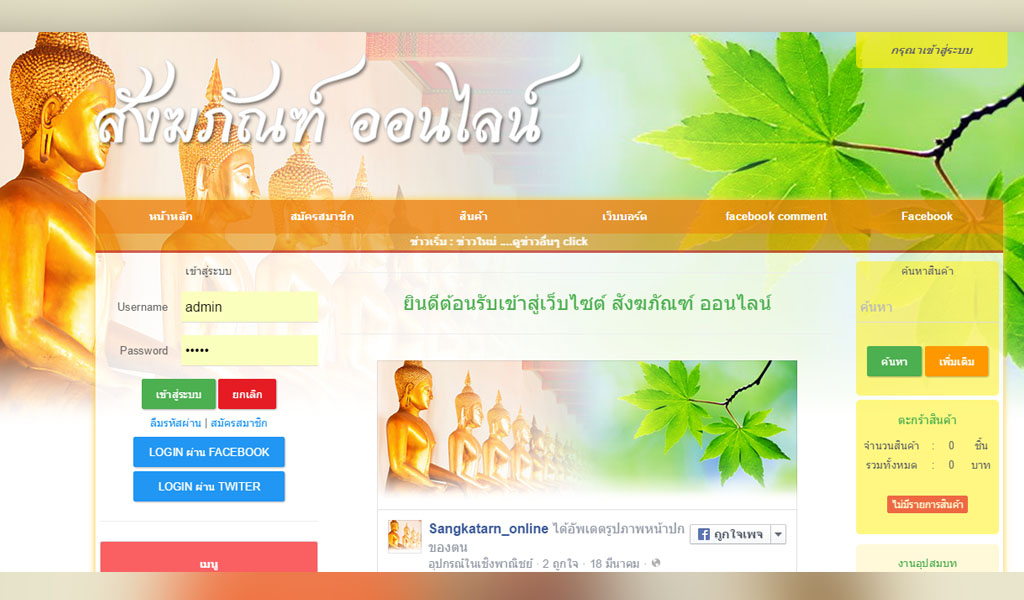 กรุณาเข้าสู่ระบบ
สังฆภัณฑ์ ออนไลน์
หน้าหลัก สมัครสมาชิก สินค้า เว็บบอร์ด facebook comment Facebook
ข่าวเริ่ม : ข่าวใหม่ ....ดูข่าวอื่นๆ click
เข้าสู่ระบบ
Username admin
Password •••••
เข้าสู่ระบบ ยกเลิก
ลืมรหัสผ่าน | สมัครสมาชิก
LOGIN ผ่าน FACEBOOK
LOGIN ผ่าน TWITER
เมนู
ยินดีต้อนรับเข้าสู่เว็บไซต์ สังฆภัณฑ์ ออนไลน์
Sangkatarn_online ได้อัพเดตรูปภาพหน้าปก
ของตน
อุปกรณ์ในเชิงพาณิชย์ · 2 ถูกใจ · 18 มีนาคม ·
ถูกใจเพจ
ค้นหาสินค้า
ค้นหา
ค้นหา เพิ่มเติม
ตะกร้าสินค้า
จำนวนสินค้า : 0 ชิ้น
รวมทั้งหมด : 0 บาท
ไม่มีรายการสินค้า
งานอุปสมบท